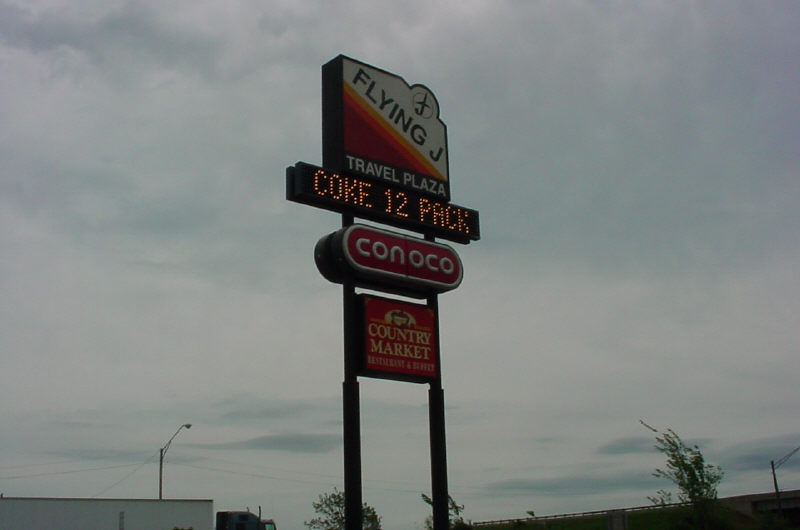 FLYING J
TRAVEL PLAZA
COKE 12 PACK
CONOCO
COUNTRY
MARKET
RESTAURANT & BUFFET